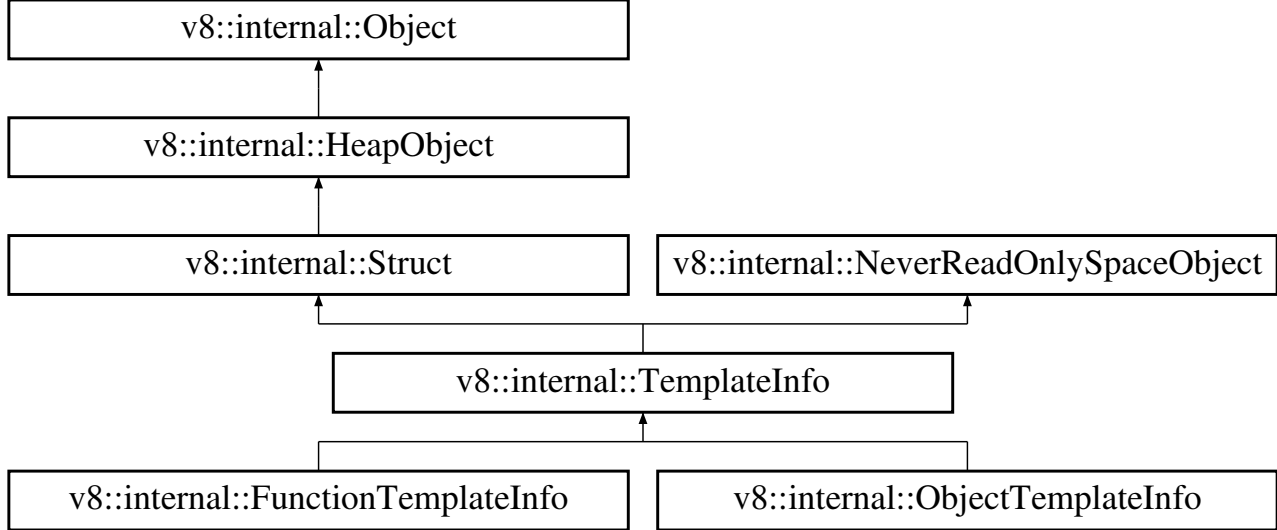 v8::internal::Object
v8::internal::HeapObject
v8::internal::Struct
v8::internal::NeverReadOnlySpaceObject
v8::internal::TemplateInfo
v8::internal::FunctionTemplateInfo
v8::internal::ObjectTemplateInfo